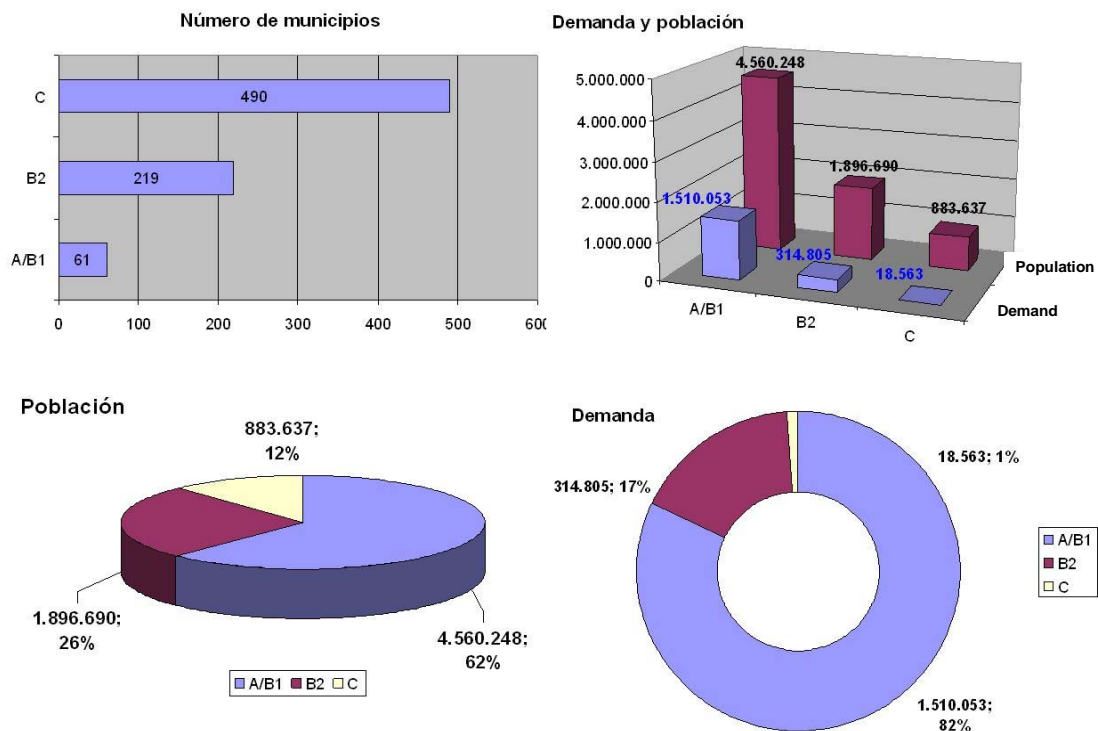 Número de municipios
C
490
B2
219
A/B1
61
0 100 200 300 400 500 600
Demanda y población
5.000.000
4.000.000
3.000.000
2.000.000
1.000.000
0
4.560.248
1.896.690
883.637
1.510.053
314.805
18.563
A/B1
B2
C
Population
Demand
Población
883.637;
12%
1.896.690;
26%
4.560.248;
62%
A/B1 B2 C
Demanda
18.563; 1%
314.805; 17%
1.510.053;
82%
A/B1
B2
C